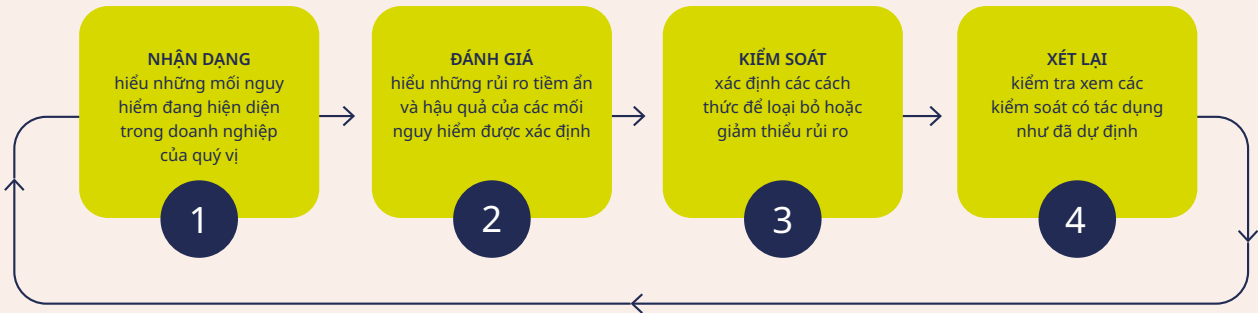 NHẬN DẠNG
hiểu những mối nguy
hiểm đang hiện diện
trong doanh nghiệp
của quý vị
1
ĐÁNH GIÁ
hiểu những rủi ro tiềm ẩn
và hậu quả của các mối
nguy hiểm được xác định
2
KIỂM SOÁT
xác định các cách
thức để loại bỏ hoặc
giảm thiểu rủi ro
3
XÉT LẠI
kiểm tra xem các
kiểm soát có tác dụng
như đã dự định
4